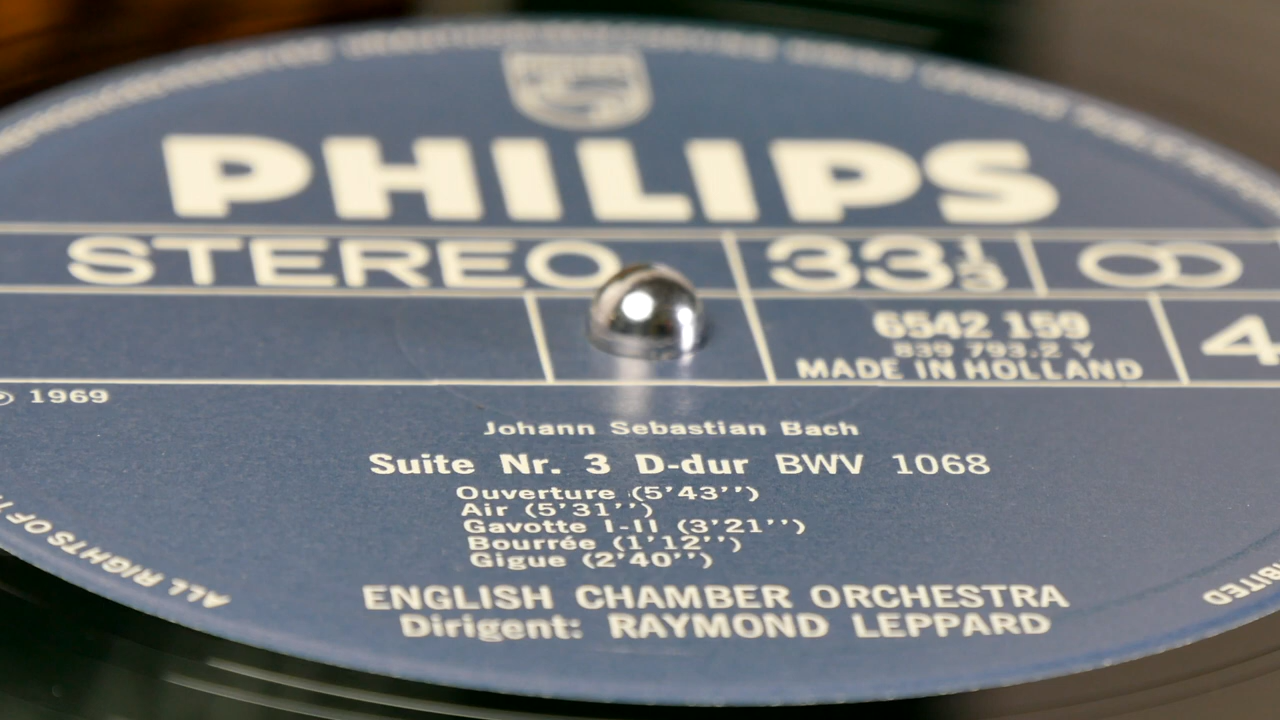 PHILIPS
STEREO 33 1/3
6542 159
839 793.2 Y
MADE IN HOLLAND
4
℗ 1969
Johann Sebastian Bach
Suite Nr. 3 D-dur BWV 1068
Ouverture (5'43'')
Air (5'31'')
Gavotte I-II (3'21'')
Bourrée (1'12'')
Gigue (2'40'')
ENGLISH CHAMBER ORCHESTRA
Dirigent: RAYMOND LEPPARD
ALL RIGHTS OF